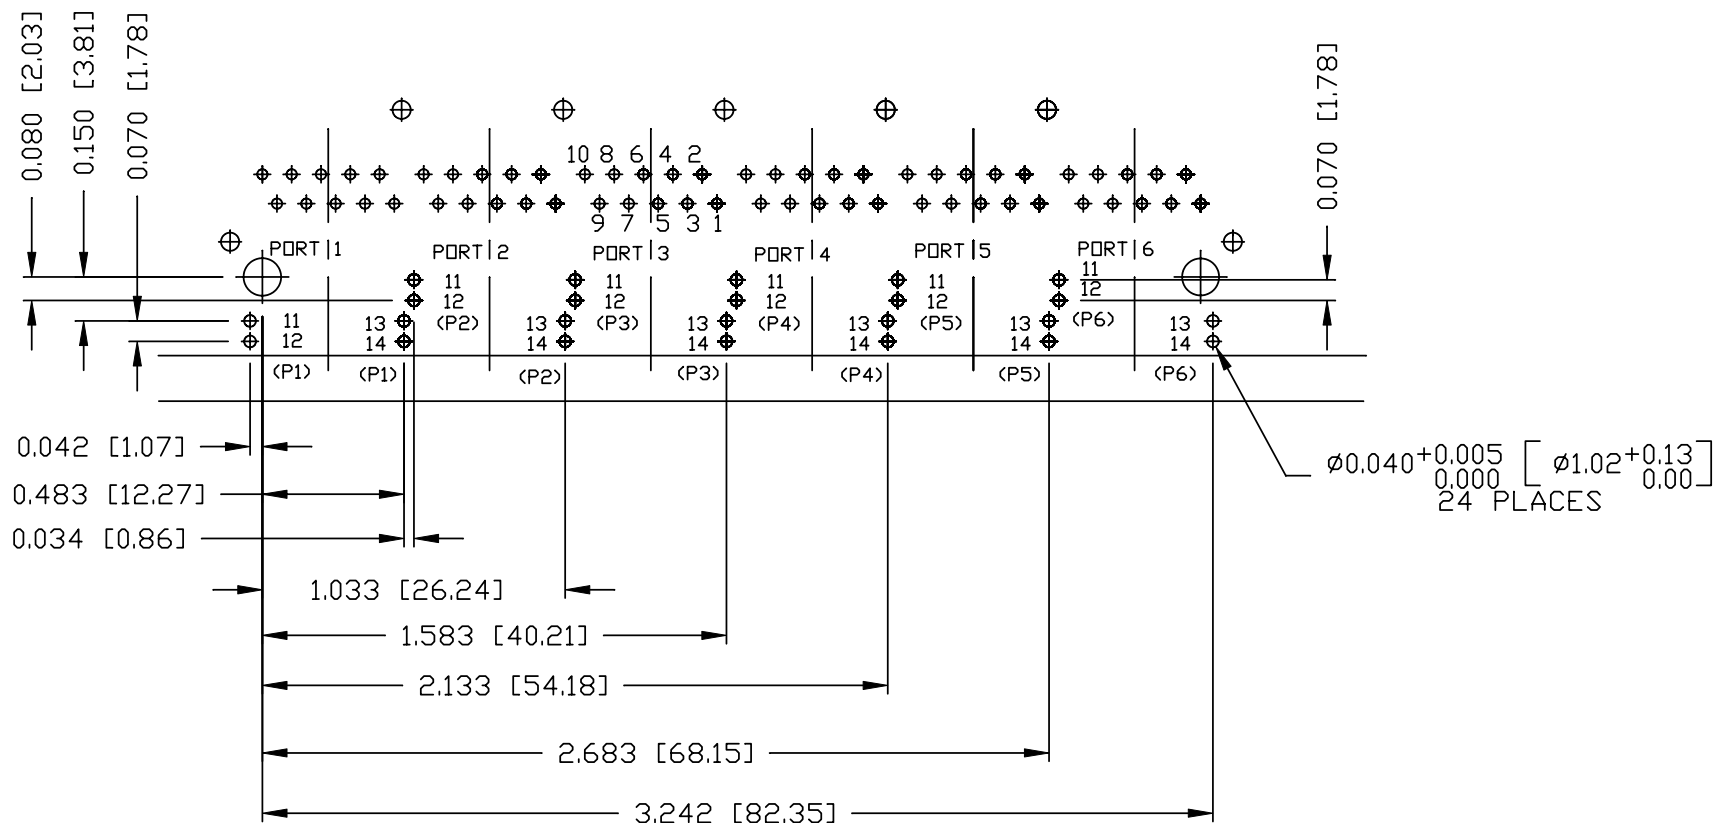 0.080 [2.03]
0.150 [3.81]
0.070 [1.78]
0.070 [1.78]
10 8 6 4 2
9 7 5 3 1
PORT 1 PORT 2 PORT 3 PORT 4 PORT 5 PORT 6
11 11 11 11 11
12 12 12 12 12
(P2) (P3) (P4) (P5) (P6)
11 13 13 13 13 13 13
12 14 14 14 14 14 14
(P1) (P1) (P2) (P3) (P4) (P5) (P6)
0.042 [1.07]
0.483 [12.27]
0.034 [0.86]
1.033 [26.24]
1.583 [40.21]
2.133 [54.18]
2.683 [68.15]
3.242 [82.35]
ø0.040+0.005 [ø1.02+0.13]
0.000 0.00
24 PLACES